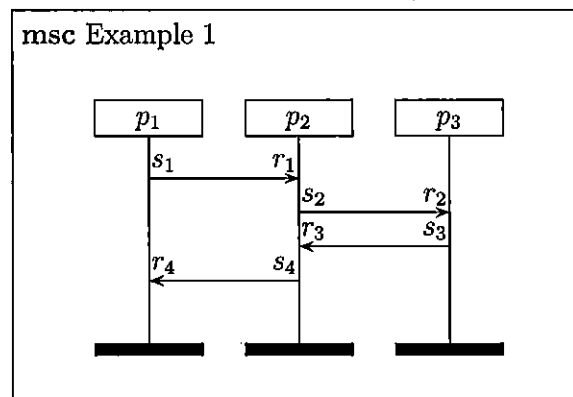 msc Example 1
p₁ p₂ p₃
s₁ r₁
s₂ r₂
r₃ s₃
r₄ s₄